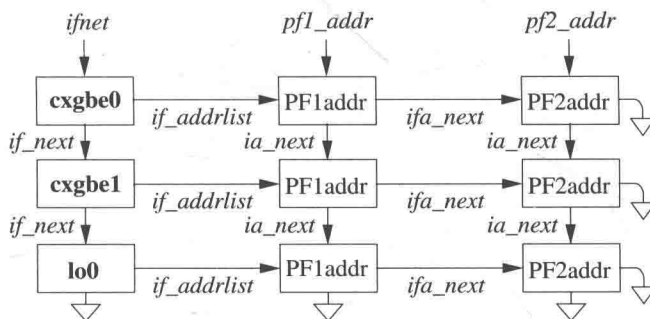 ifnet pf1_addr pf2_addr
cxgbe0 PF1addr PF2addr
if_addrlist ifa_next
if_next ia_next ia_next
cxgbe1 PF1addr PF2addr
if_addrlist ifa_next
if_next ia_next ia_next
lo0 PF1addr PF2addr
if_addrlist ifa_next